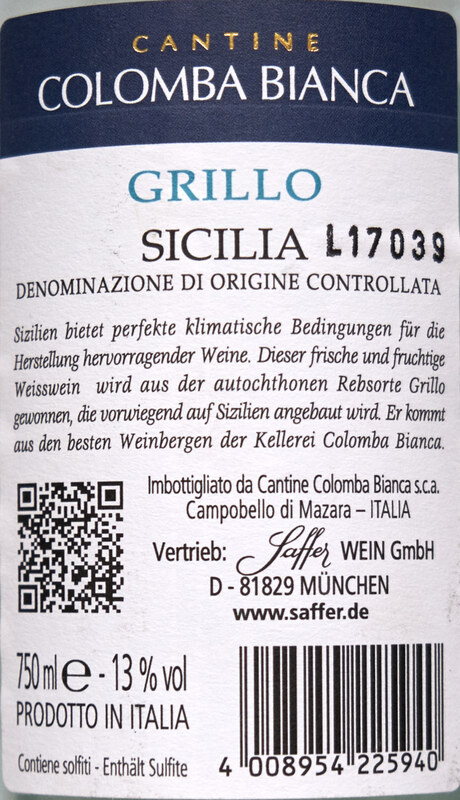 CANTINE
COLOMBA BIANCA
GRILLO
SICILIA L17039
DENOMINAZIONE DI ORIGINE CONTROLLATA
Sizilien bietet perfekte klimatische Bedingungen für die
Herstellung hervorragender Weine. Dieser frische und fruchtige
Weisswein wird aus der autochthonen Rebsorte Grillo
gewonnen, die vorwiegend auf Sizilien angebaut wird. Er kommt
aus den besten Weinbergen der Kellerei Colomba Bianca.
Imbottigliato da Cantine Colomba Bianca s.c.a.
Campobello di Mazara – ITALIA
Vertrieb: Saffer WEIN GmbH
D - 81829 MÜNCHEN
www.saffer.de
750 ml e - 13 % vol
PRODOTTO IN ITALIA
Contiene solfiti - Enthält Sulfite
4 008954 225940